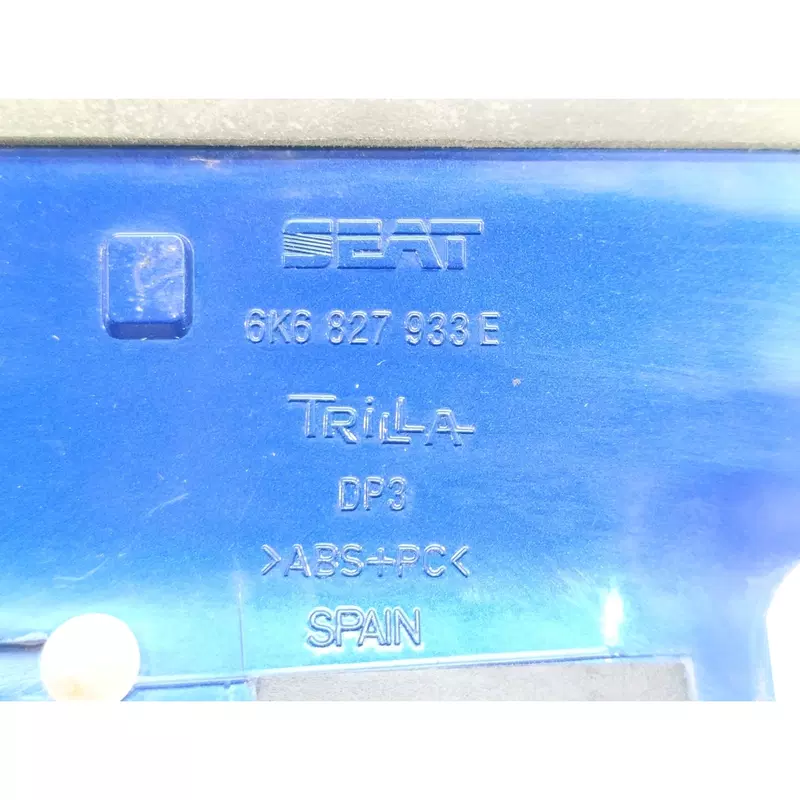 SEAT
6K6 827 933 E
TRiLLA
DP3
>ABS+PC<
SPAIN